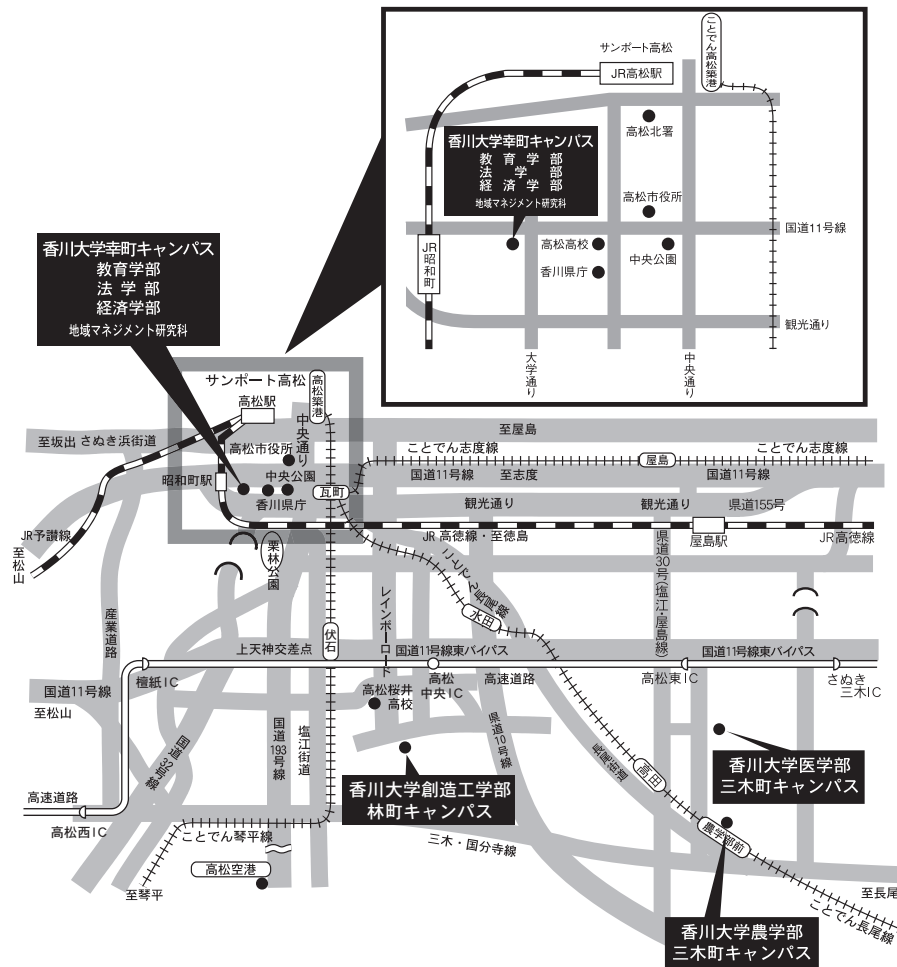 サンポート高松
JR高松駅
ことでん高松築港
高松北署
香川大学幸町キャンパス
教育学部
法学部
経済学部
地域マネジメント研究科
高松市役所
国道11号線
高松高校
中央公園
香川県庁
JR昭和町
観光通り
大学通り
中央通り
香川大学幸町キャンパス
教育学部
法学部
経済学部
地域マネジメント研究科
サンポート高松
高松築港
高松駅
中央通り
至坂出 さぬき浜街道
至屋島
高松市役所
ことでん志度線
ことでん志度線
屋島
中央公園
国道11号線
至志度
国道11号線
昭和町駅
瓦町
香川県庁
観光通り
観光通り
県道155号
JR予讃線
至松山
JR高徳線・至徳島
屋島駅
JR高徳線
栗林公園
ことでん長尾線
県道30号(塩江・屋島線)
産業道路
レインボーロード
水田
伏石
上天神交差点
国道11号線東バイパス
国道11号線東バイパス
国道11号線
檀紙IC
高松
中央IC
高速道路
高松東IC
さぬき
三木IC
至松山
高松桜井
高校
国道32号線
国道193号線
塩江街道
県道10号線
長尾街道
高田
香川大学医学部
三木町キャンパス
香川大学創造工学部
林町キャンパス
高速道路
高松西IC
ことでん琴平線
三木・国分寺線
農学部前
高松空港
至琴平
至長尾
ことでん長尾線
香川大学農学部
三木町キャンパス